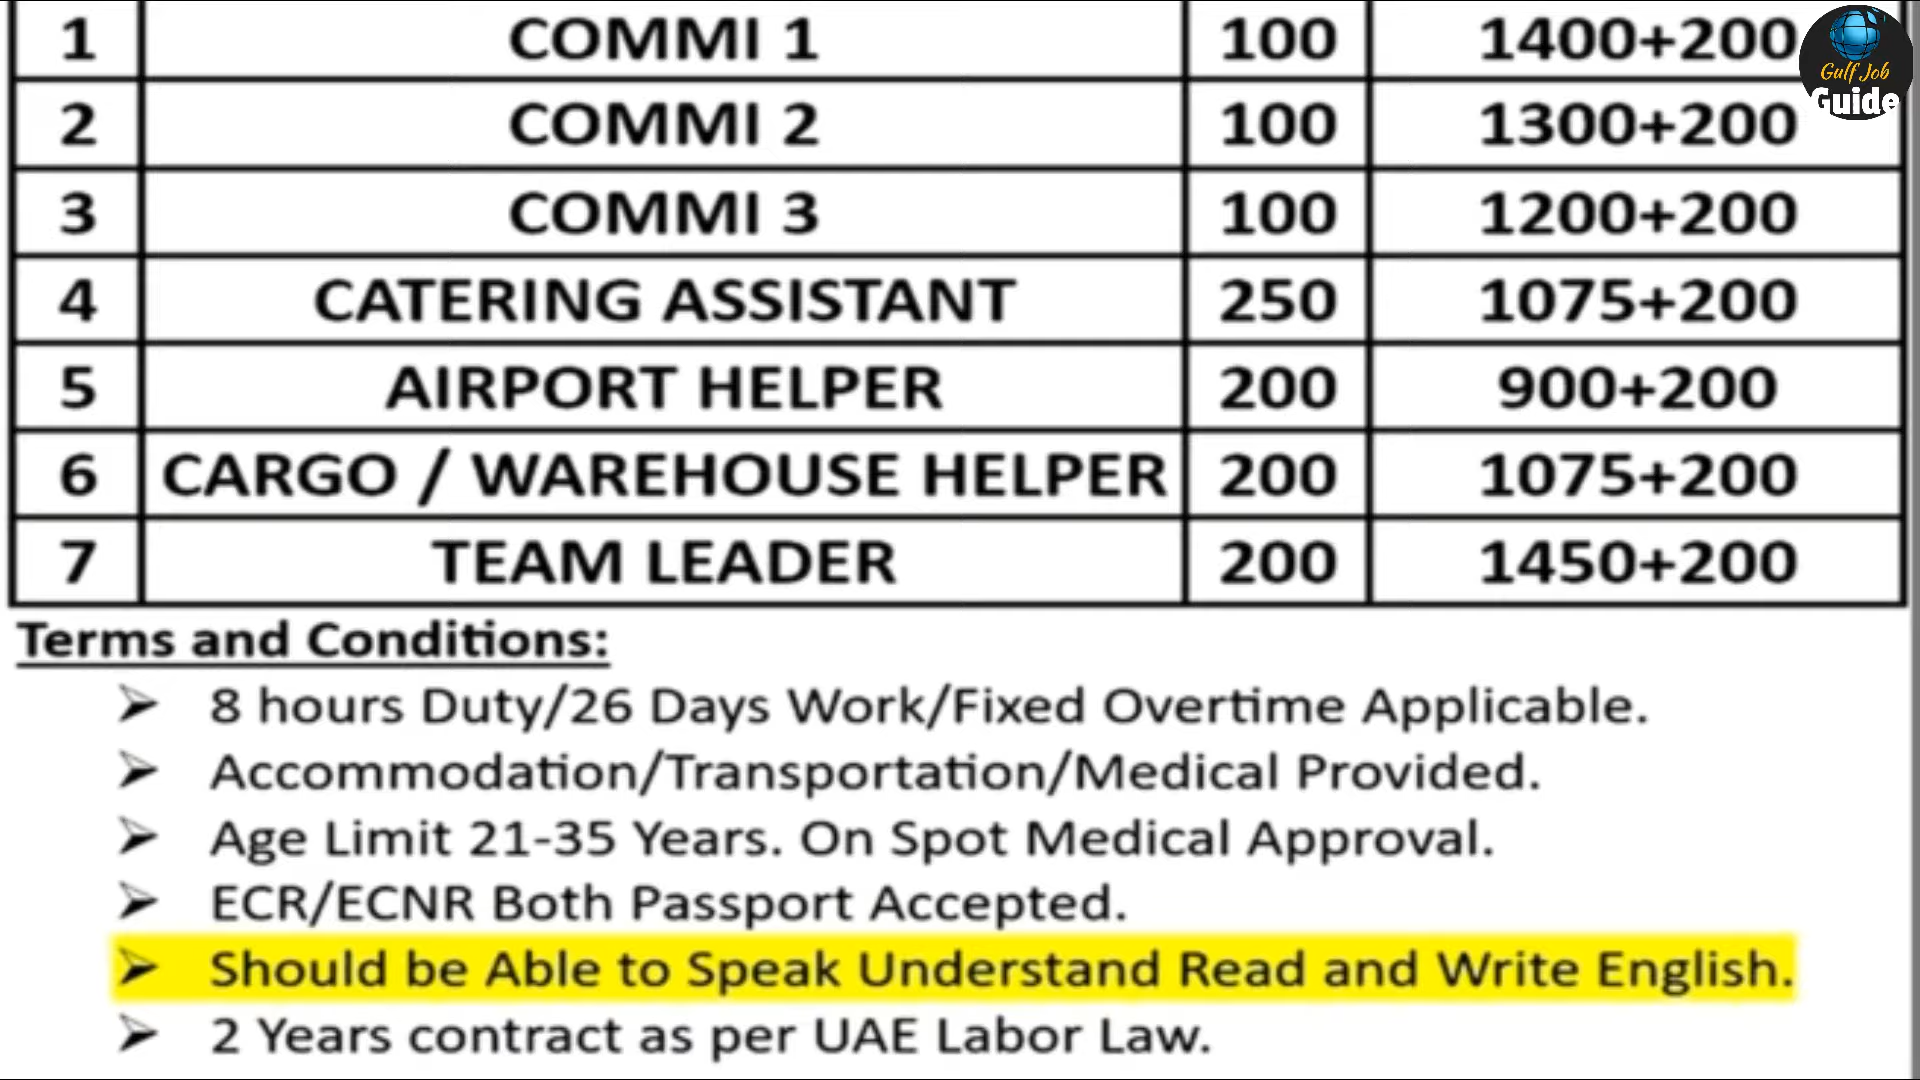 1 COMMI 1 100 1400+200
2 COMMI 2 100 1300+200
3 COMMI 3 100 1200+200
4 CATERING ASSISTANT 250 1075+200
5 AIRPORT HELPER 200 900+200
6 CARGO / WAREHOUSE HELPER 200 1075+200
7 TEAM LEADER 200 1450+200
Gulf Job
Guide
Terms and Conditions:
➢ 8 hours Duty/26 Days Work/Fixed Overtime Applicable.
➢ Accommodation/Transportation/Medical Provided.
➢ Age Limit 21-35 Years. On Spot Medical Approval.
➢ ECR/ECNR Both Passport Accepted.
➢ Should be Able to Speak Understand Read and Write English.
➢ 2 Years contract as per UAE Labor Law.